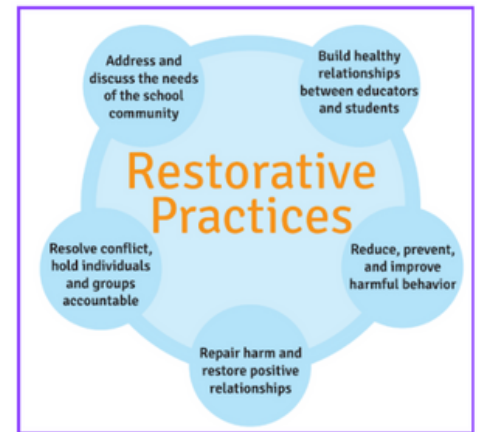 Address and
discuss the needs
of the school
community
Build healthy
relationships
between educators
and students
Restorative
Practices
Resolve conflict,
hold individuals
and groups
accountable
Reduce, prevent,
and improve
harmful behavior
Repair harm and
restore positive
relationships